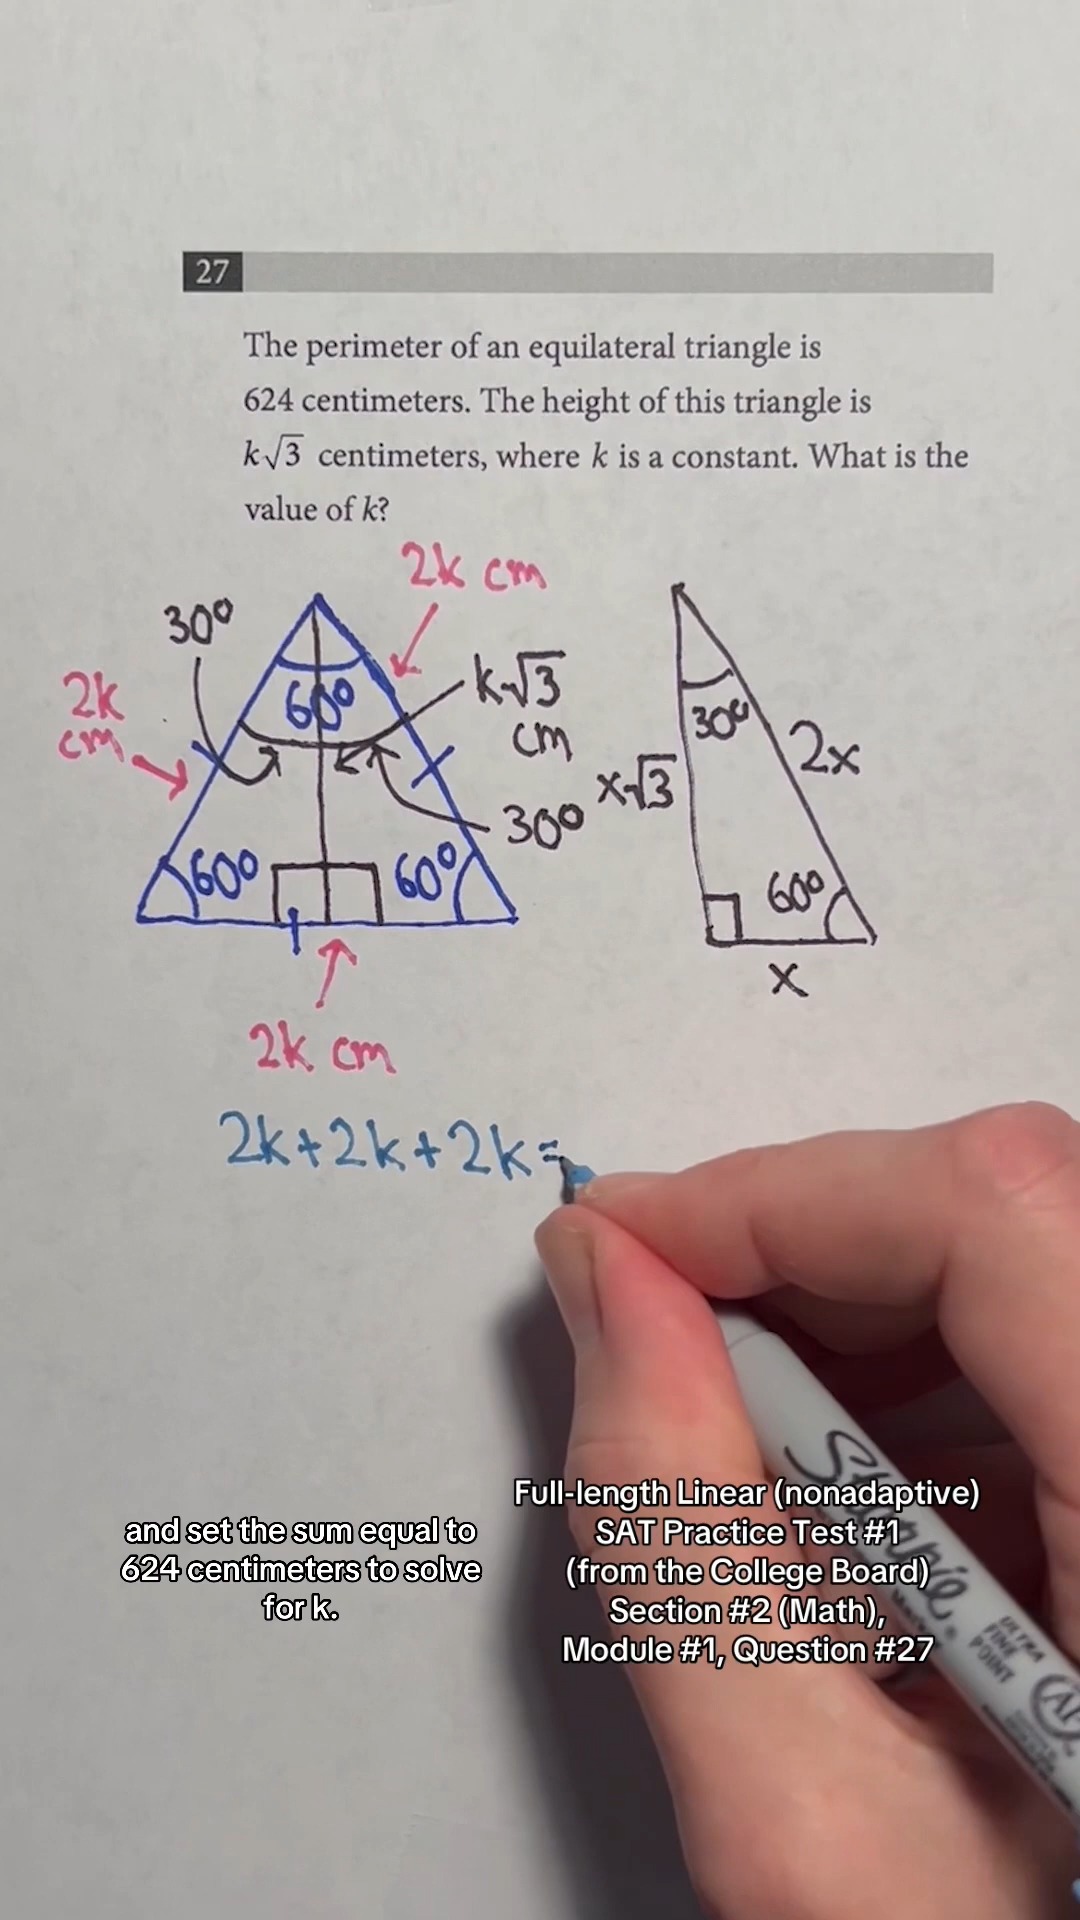 27
The perimeter of an equilateral triangle is
624 centimeters. The height of this triangle is
k√3 centimeters, where k is a constant. What is the
value of k?
2k cm
30°
2k
cm
60°
k√3
cm
30°
60°
60°
2k cm
30°
2x
x√3
60°
x
2k+2k+2k=
and set the sum equal to
624 centimeters to solve
for k.
Full-length Linear (nonadaptive)
SAT Practice Test #1
(from the College Board)
Section #2 (Math),
Module #1, Question #27
Sharpie
ULTRA
FINE
POINT
AP